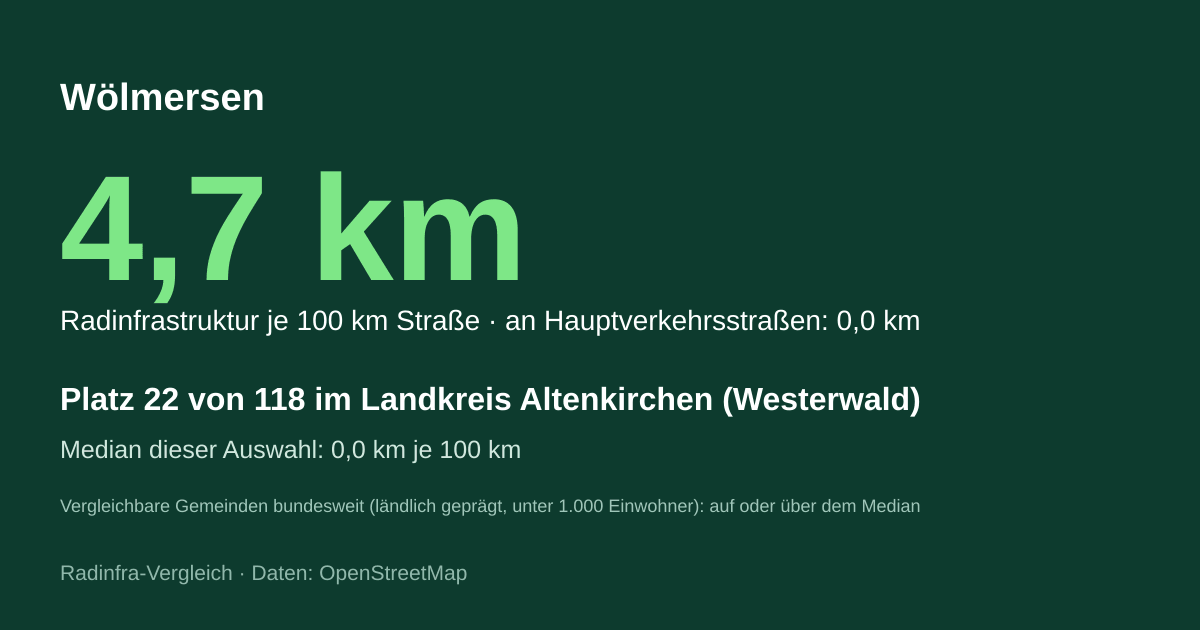 Wölmersen
4,7 km
Radinfrastruktur je 100 km Straße · an Hauptverkehrsstraßen: 0,0 km
Platz 22 von 118 im Landkreis Altenkirchen (Westerwald)
Median dieser Auswahl: 0,0 km je 100 km
Vergleichbare Gemeinden bundesweit (ländlich geprägt, unter 1.000 Einwohner): auf oder über dem Median
Radinfra-Vergleich · Daten: OpenStreetMap